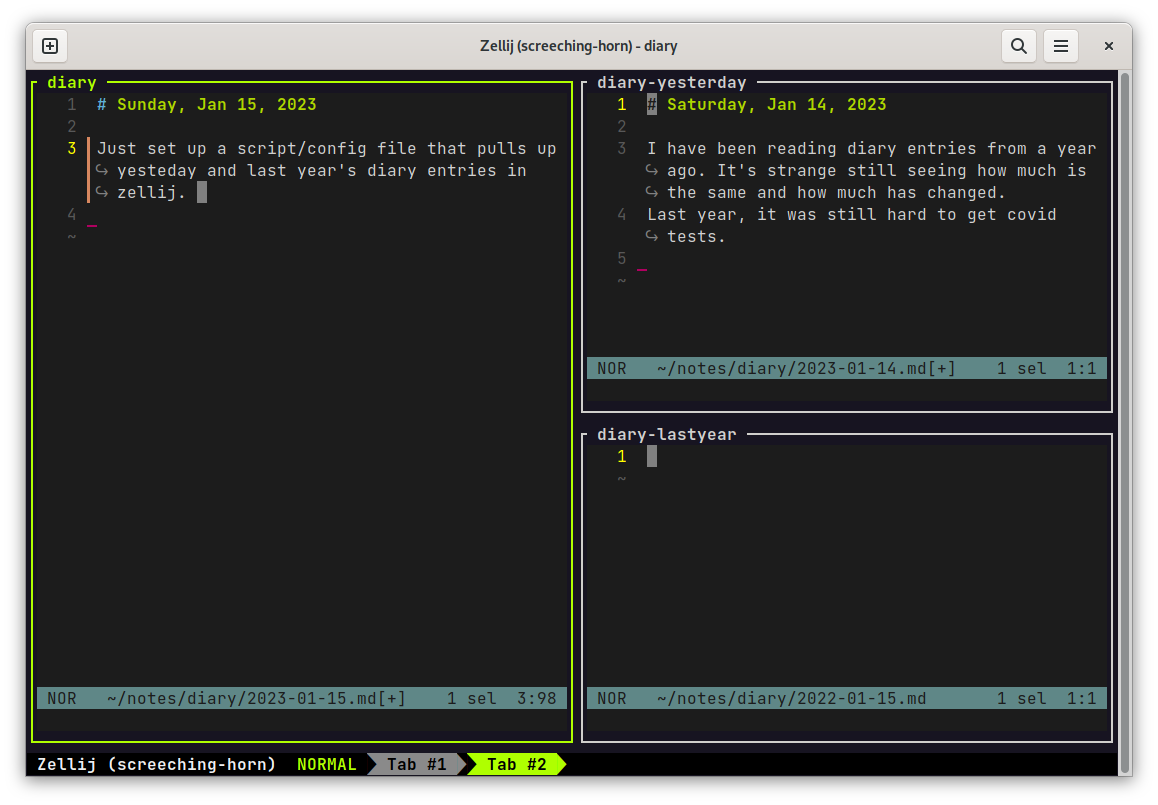 Zellij (screeching-horn) - diary
diary
1 # Sunday, Jan 15, 2023
2
3 Just set up a script/config file that pulls up
↪ yesteday and last year's diary entries in
↪ zellij.
4
~
NOR ~/notes/diary/2023-01-15.md[+] 1 sel 3:98
diary-yesterday
1 # Saturday, Jan 14, 2023
2
3 I have been reading diary entries from a year
↪ ago. It's strange still seeing how much is
↪ the same and how much has changed.
4 Last year, it was still hard to get covid
↪ tests.
5
~
NOR ~/notes/diary/2023-01-14.md[+] 1 sel 1:1
diary-lastyear
1
~
NOR ~/notes/diary/2022-01-15.md 1 sel 1:1
Zellij (screeching-horn) NORMAL Tab #1 Tab #2